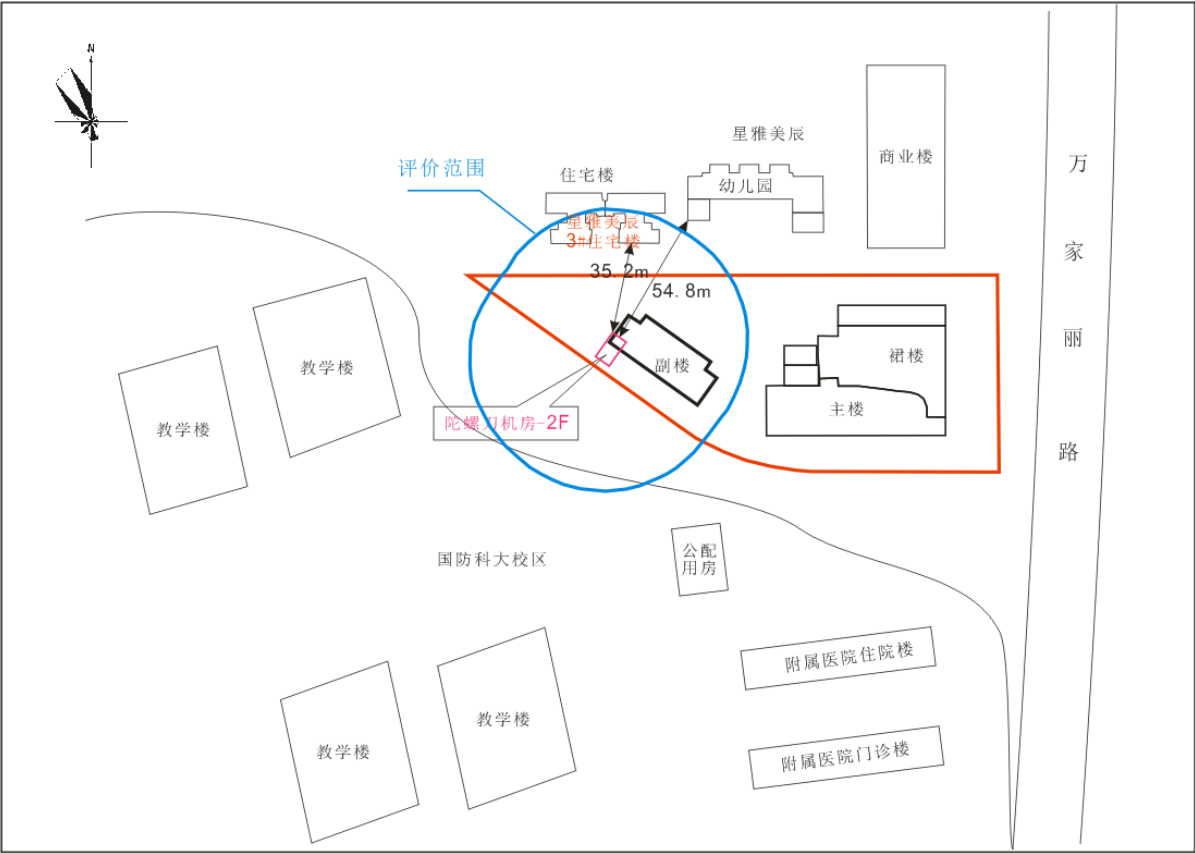 N
星雅美辰
万
家
丽
路
商业楼
评价范围
住宅楼
幼儿园
星雅美辰
3#住宅楼
35.2m
54.8m
教学楼
副楼
裙楼
主楼
教学楼
陀螺刀机房-2F
国防科大校区
公配
用房
附属医院住院楼
教学楼
教学楼
附属医院门诊楼